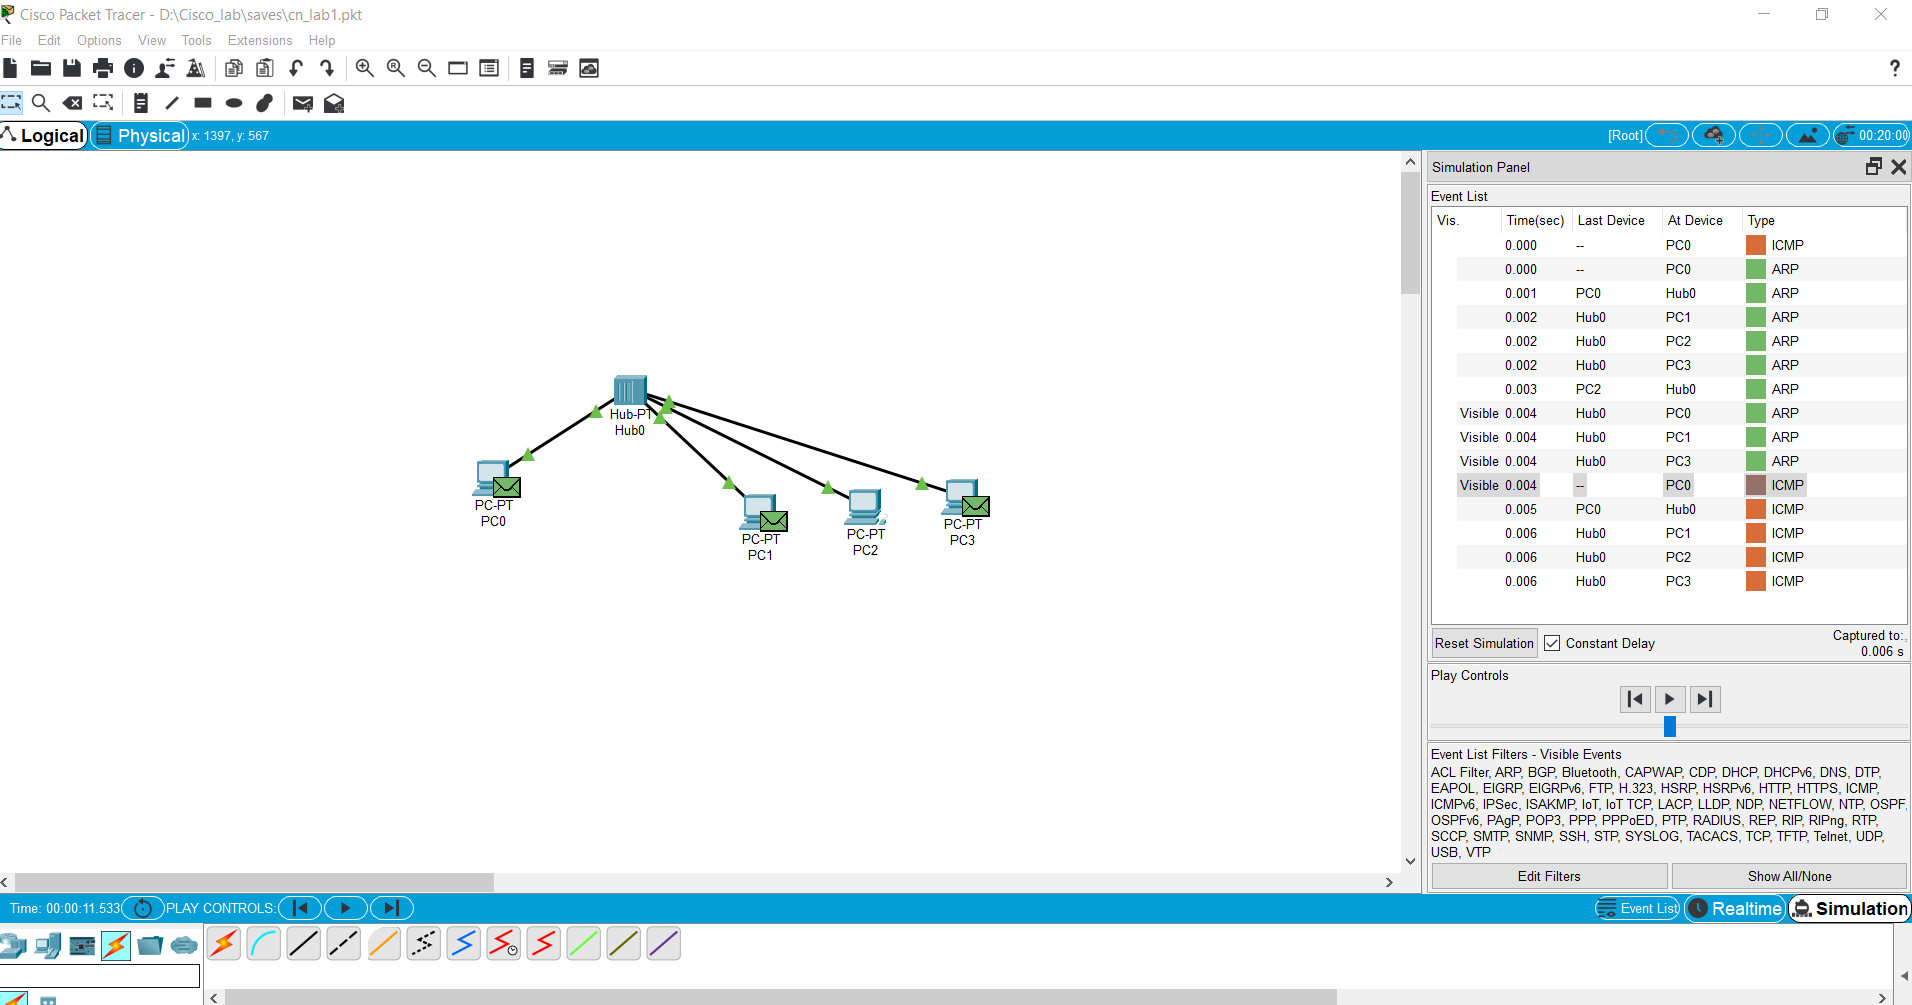 Cisco Packet Tracer - D:\Cisco_lab\saves\cn_lab1.pkt
File Edit Options View Tools Extensions Help
?
Logical Physical x: 1397, y: 567 [Root] 00:20:00
Simulation Panel
Event List
Vis. Time(sec) Last Device At Device Type
0.000 -- PC0 ICMP
0.000 -- PC0 ARP
0.001 PC0 Hub0 ARP
0.002 Hub0 PC1 ARP
0.002 Hub0 PC2 ARP
0.002 Hub0 PC3 ARP
0.003 PC2 Hub0 ARP
Visible 0.004 Hub0 PC0 ARP
Visible 0.004 Hub0 PC1 ARP
Visible 0.004 Hub0 PC3 ARP
Visible 0.004 -- PC0 ICMP
0.005 PC0 Hub0 ICMP
0.006 Hub0 PC1 ICMP
0.006 Hub0 PC2 ICMP
0.006 Hub0 PC3 ICMP
Hub-PT
Hub0
PC-PT
PC0
PC-PT
PC1
PC-PT
PC2
PC-PT
PC3
Reset Simulation Constant Delay Captured to:
0.006 s
Play Controls
Event List Filters - Visible Events
ACL Filter, ARP, BGP, Bluetooth, CAPWAP, CDP, DHCP, DHCPv6, DNS, DTP,
EAPOL, EIGRP, EIGRPv6, FTP, H.323, HSRP, HSRPv6, HTTP, HTTPS, ICMP,
ICMPv6, IPSec, ISAKMP, IoT, IoT TCP, LACP, LLDP, NDP, NETFLOW, NTP, OSPF,
OSPFv6, PAgP, POP3, PPP, PPPoED, PTP, RADIUS, REP, RIP, RIPng, RTP,
SCCP, SMTP, SNMP, SSH, STP, SYSLOG, TACACS, TCP, TFTP, Telnet, UDP,
USB, VTP
Edit Filters Show All/None
Time: 00:00:11.533 PLAY CONTROLS: Event List Realtime Simulation